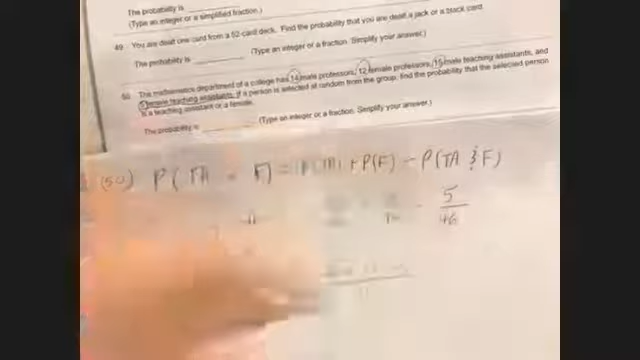 The probability is
(Type an integer or a simplified fraction.)
49. You are dealt one card from a 52-card deck. Find the probability that you are dealt a jack or a black card.
The probability is ________. (Type an integer or a fraction. Simplify your answer.)
50. The mathematics department of a college has 14 male professors, 12 female professors, 15 male teaching assistants, and
5 female teaching assistants. If a person is selected at random from the group, find the probability that the selected person
is a teaching assistant or a female.
The probability is ________. (Type an integer or a fraction. Simplify your answer.)
(50) P( + P(F) - P(TA & F)
- 5
46